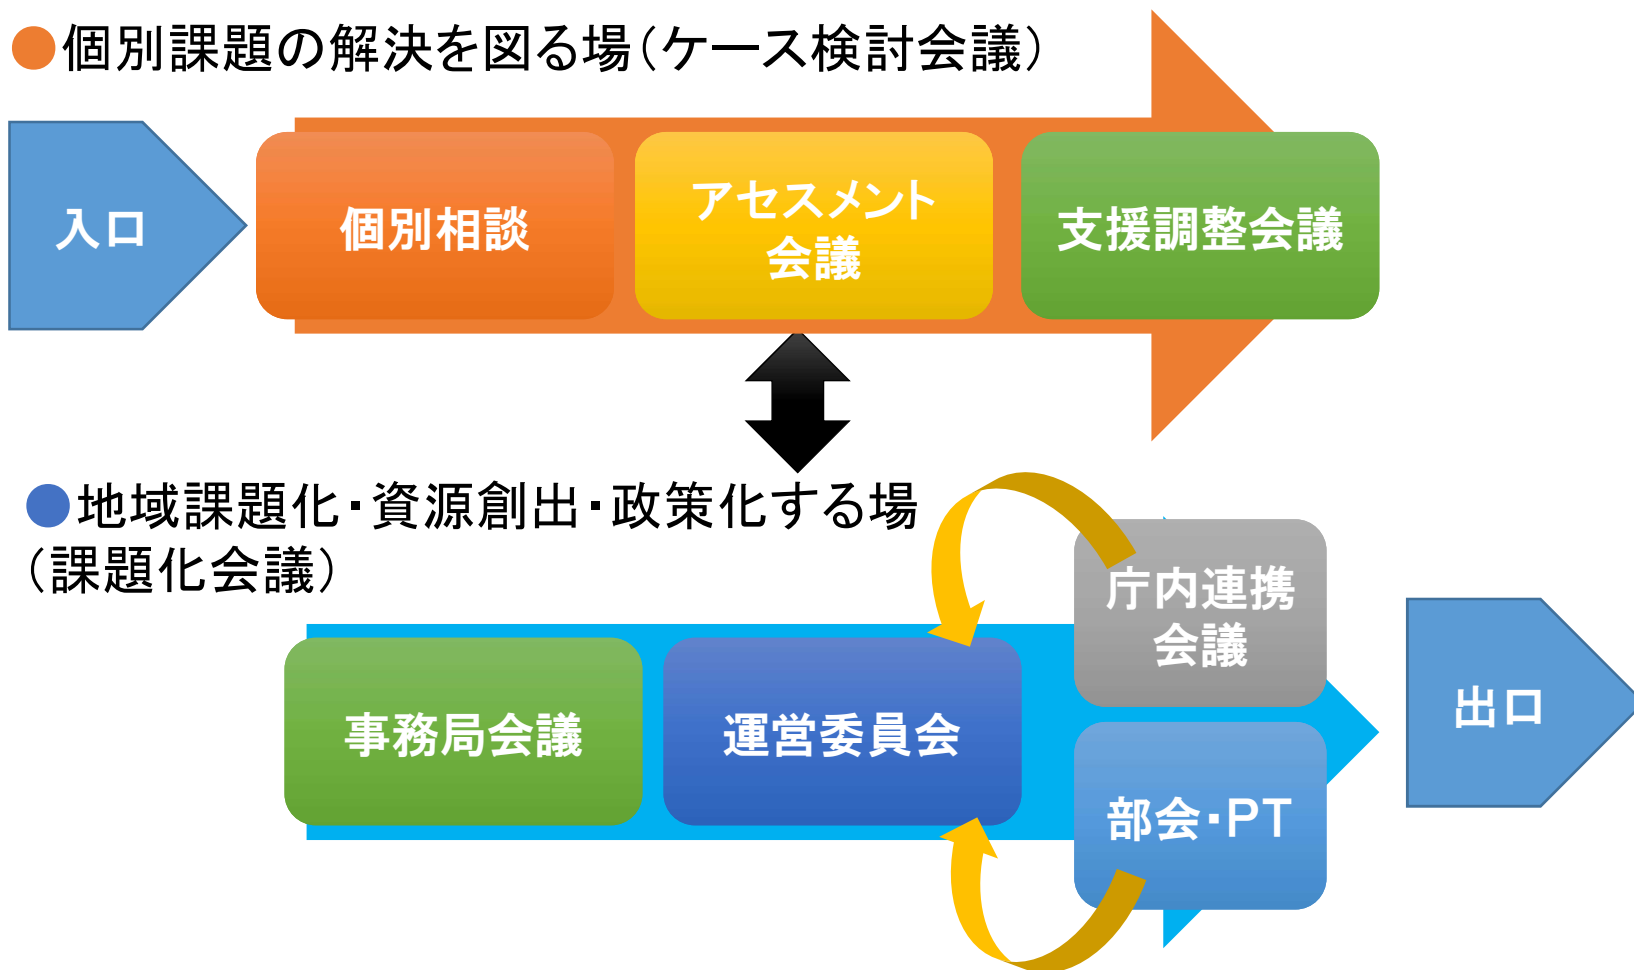 ●個別課題の解決を図る場（ケース検討会議）
入口
個別相談
アセスメント
会議
支援調整会議
●地域課題化・資源創出・政策化する場
（課題化会議）
事務局会議
運営委員会
庁内連携
会議
部会・PT
出口